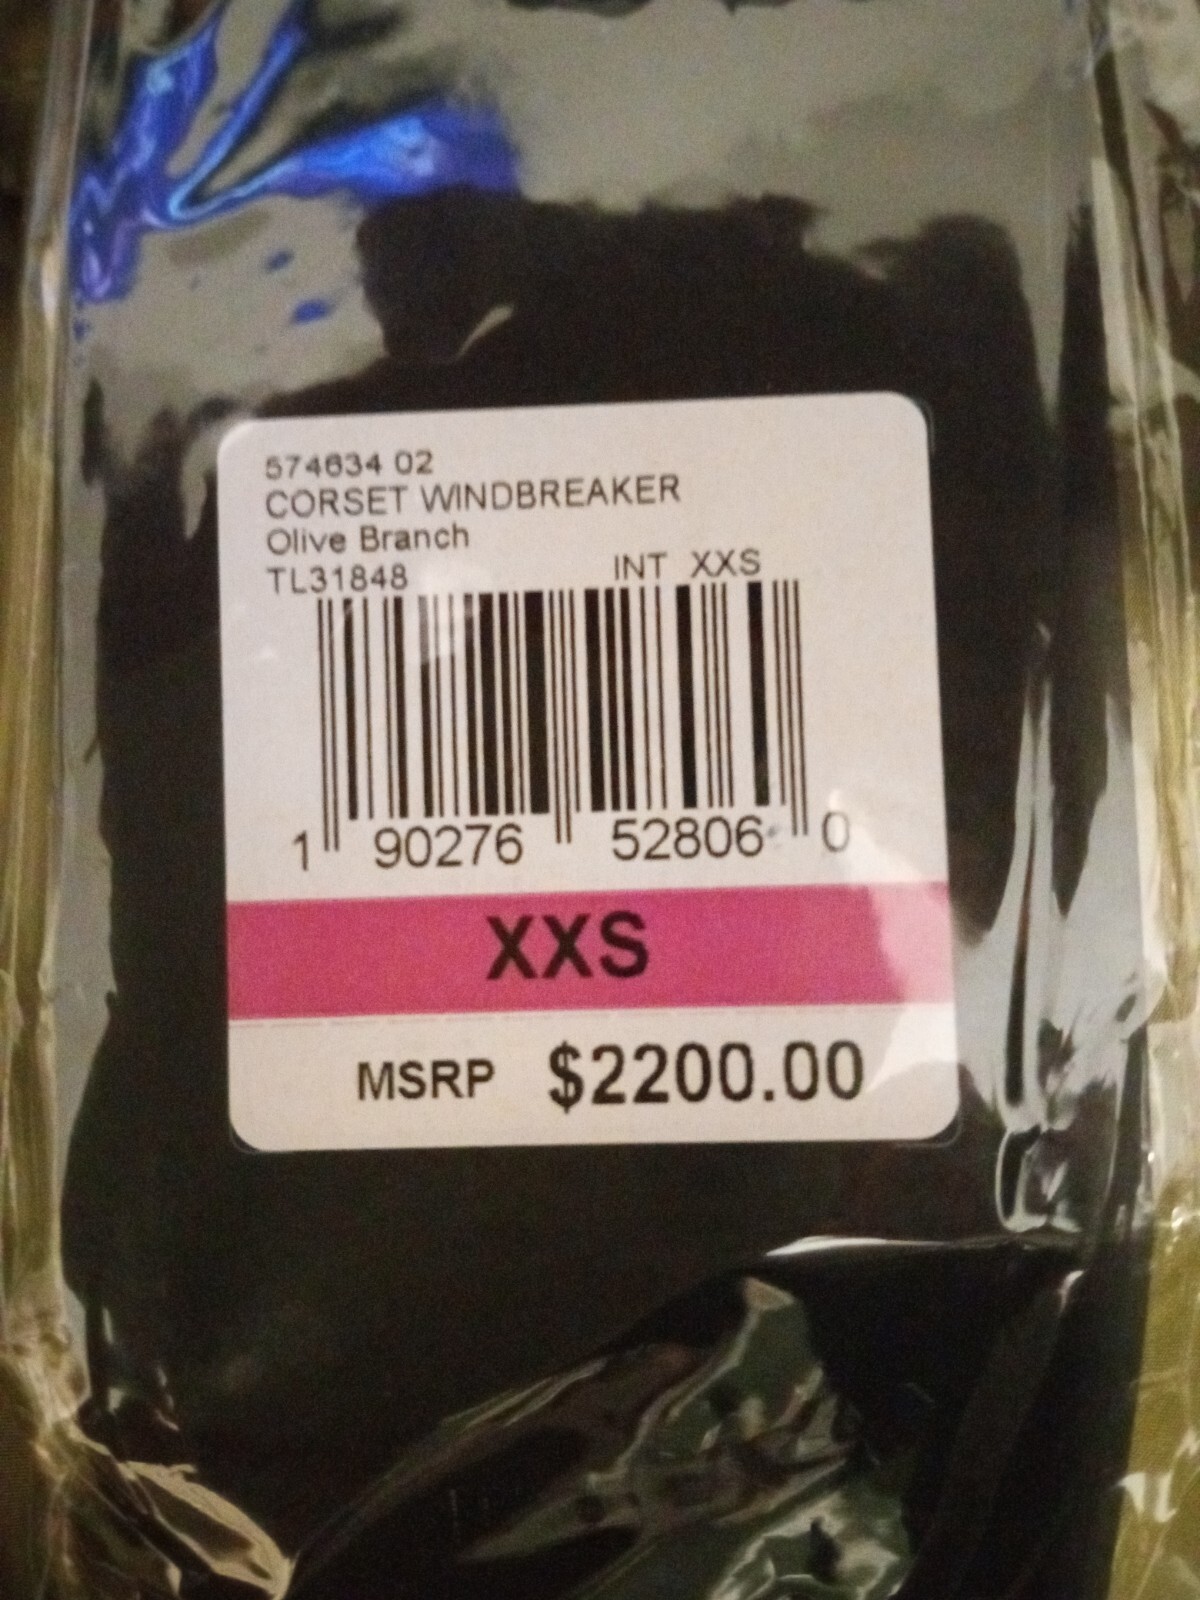 574634 02
CORSET WINDBREAKER
Olive Branch
TL31848 INT XXS
1 90276 52806 0
XXS
MSRP $2200.00